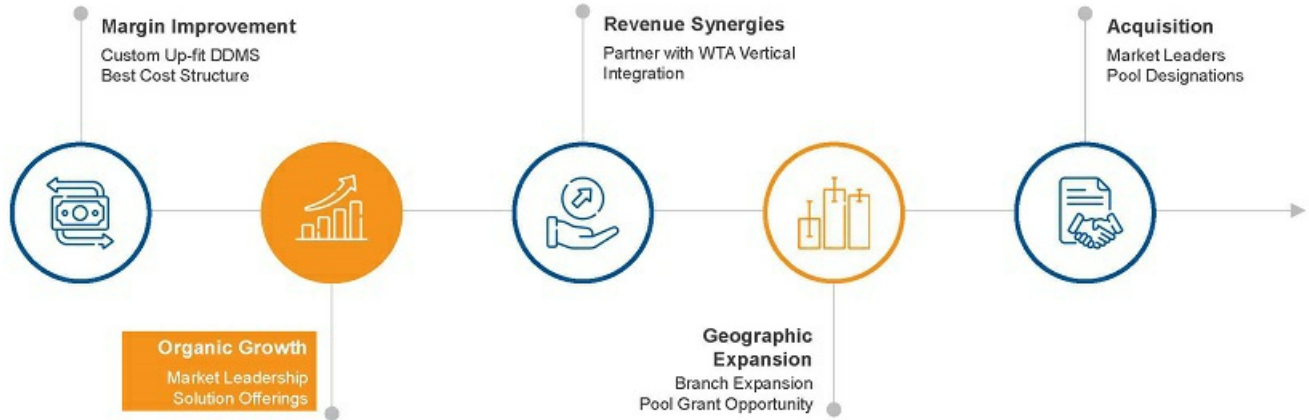 Margin Improvement
Custom Up-fit DDMS
Best Cost Structure
Organic Growth
Market Leadership
Solution Offerings
Revenue Synergies
Partner with WTA Vertical
Integration
Geographic
Expansion
Branch Expansion
Pool Grant Opportunity
Acquisition
Market Leaders
Pool Designations